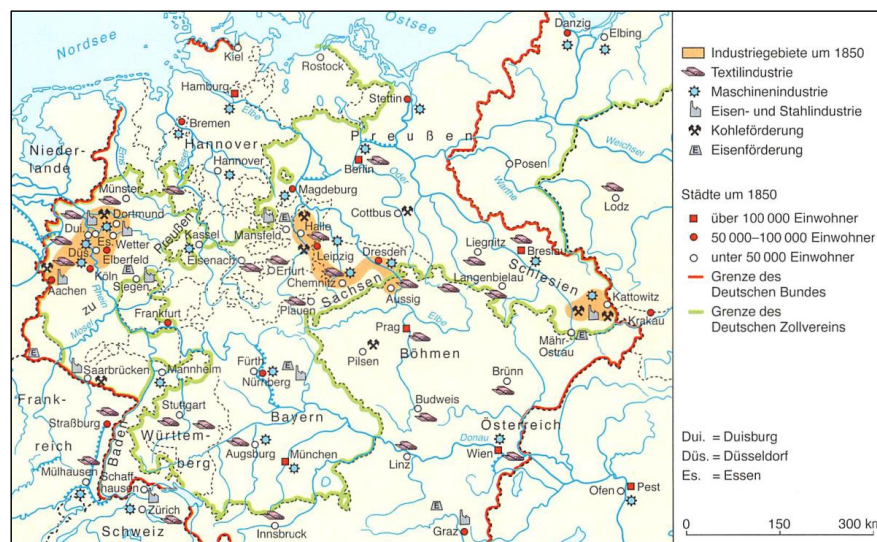 Nordsee
Ostsee
Kiel
Rostock
Danzig
Elbing
Hamburg
Elbe
Stettin
Bremen
Preußen
Weichsel
Nieder-
lande
Ems
Hannover
Hannover
Berlin
Oder
Posen
Warthe
Münster
Magdeburg
Lodz
Preußen
Dortmund
Dui.
Es.
Wetter
Düs.
Elberfeld
Kassel
Mansfeld
Halle
Cottbus
Leipzig
Liegnitz
Breslau
Köln
Eisenach
Erfurt
Dresden
Schlesien
Siegen
Chemnitz
Langenbielau
Aachen
Rhein
Sachsen
Aussig
Kattowitz
zu
Plauen
Elbe
Krakau
Mosel
Frankfurt
Prag
Mähr-
Ostrau
Böhmen
Pilsen
Saarbrücken
Mannheim
Fürth
Nürnberg
Brünn
Frank-
reich
Stuttgart
Budweis
Straßburg
Bayern
Österreich
Württem-
berg
Baden
Augsburg
Donau
München
Linz
Wien
Mülhausen
Schaff-
hausen
Ofen
Pest
Zürich
Schweiz
Innsbruck
Graz
Industriegebiete um 1850
Textilindustrie
Maschinenindustrie
Eisen- und Stahlindustrie
Kohleförderung
E Eisenförderung
Städte um 1850
über 100 000 Einwohner
50 000–100 000 Einwohner
unter 50 000 Einwohner
Grenze des
Deutschen Bundes
Grenze des
Deutschen Zollvereins
Dui. = Duisburg
Düs. = Düsseldorf
Es. = Essen
0 150 300 km